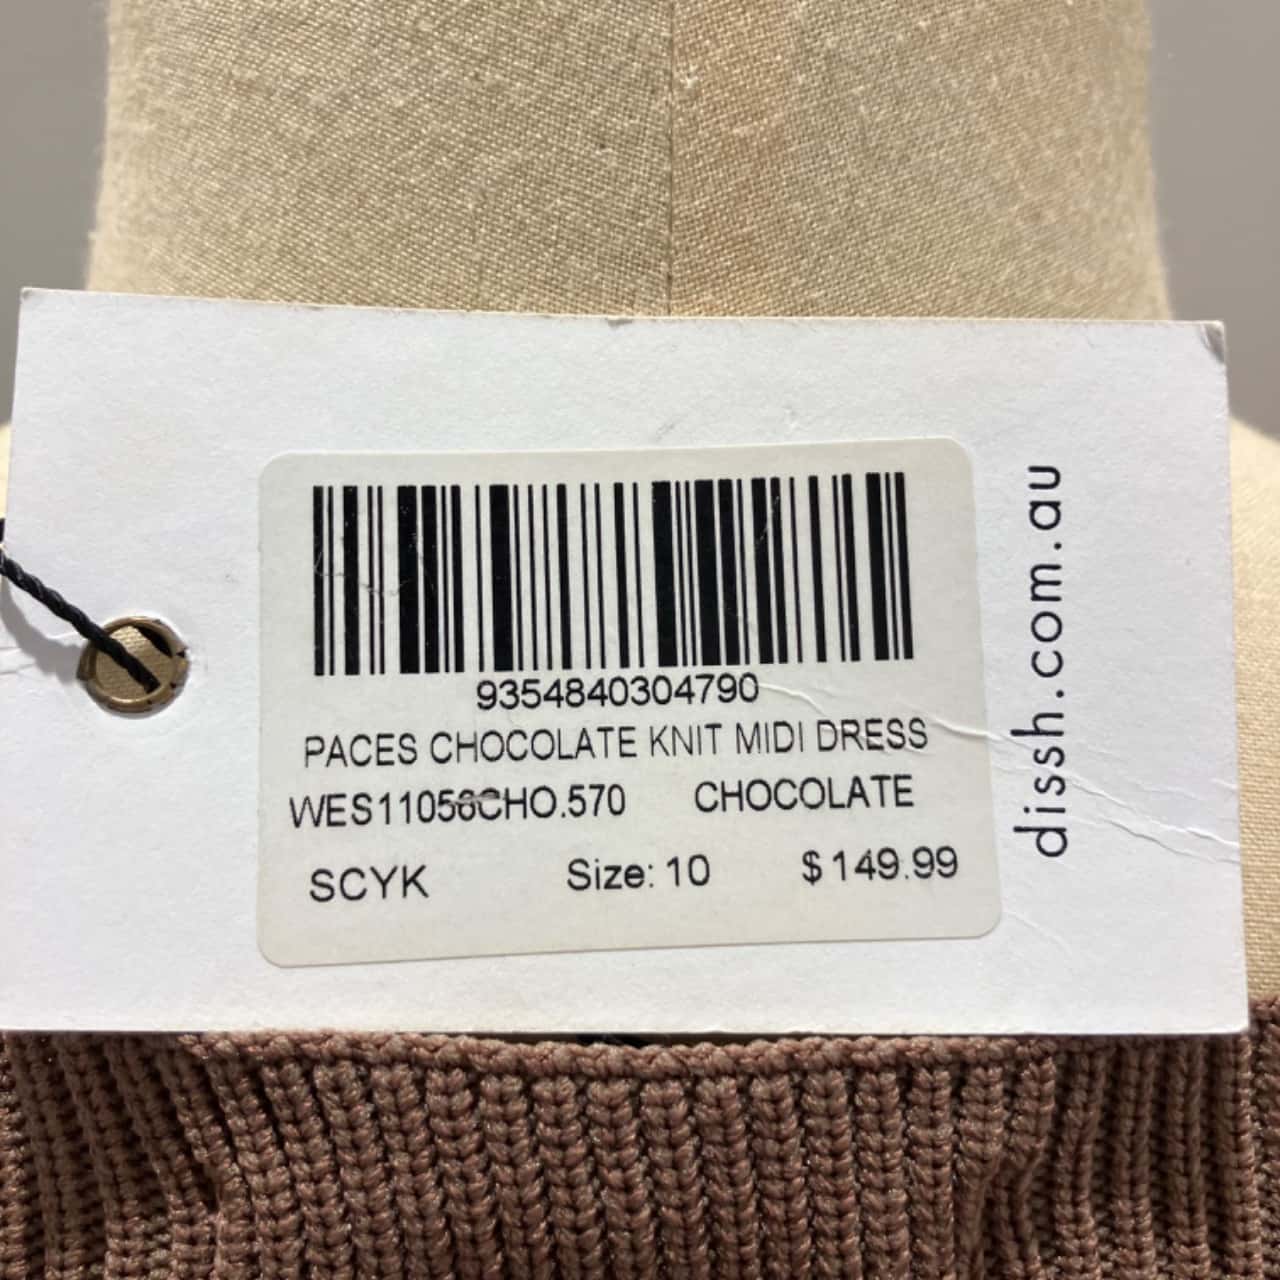 9354840304790
PACES CHOCOLATE KNIT MIDI DRESS
WES11056CHO.570 CHOCOLATE
SCYK Size: 10 $149.99
dissh.com.au